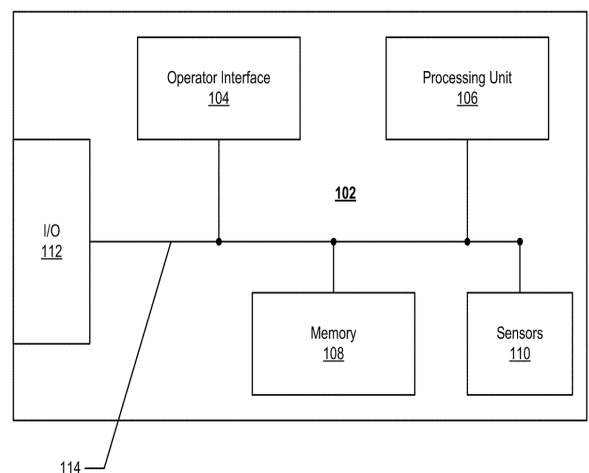 Operator Interface
104
Processing Unit
106
102
I/O
112
Memory
108
Sensors
110
114